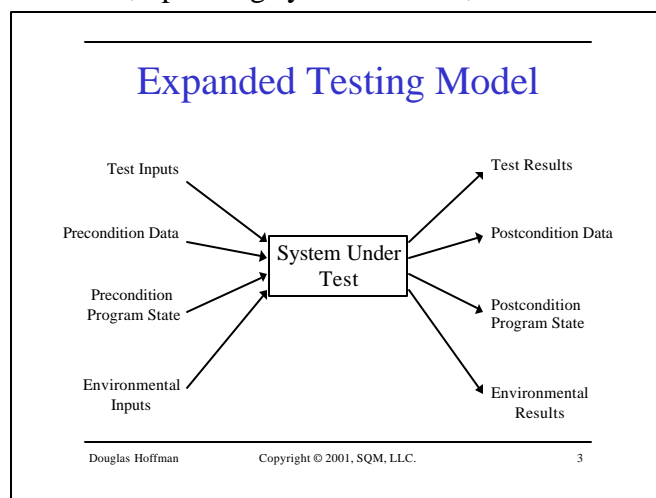 Expanded Testing Model
Test Inputs
Precondition Data
Precondition
Program State
Environmental
Inputs
System Under
Test
Test Results
Postcondition Data
Postcondition
Program State
Environmental
Results
Douglas Hoffman
Copyright © 2001, SQM, LLC.
3